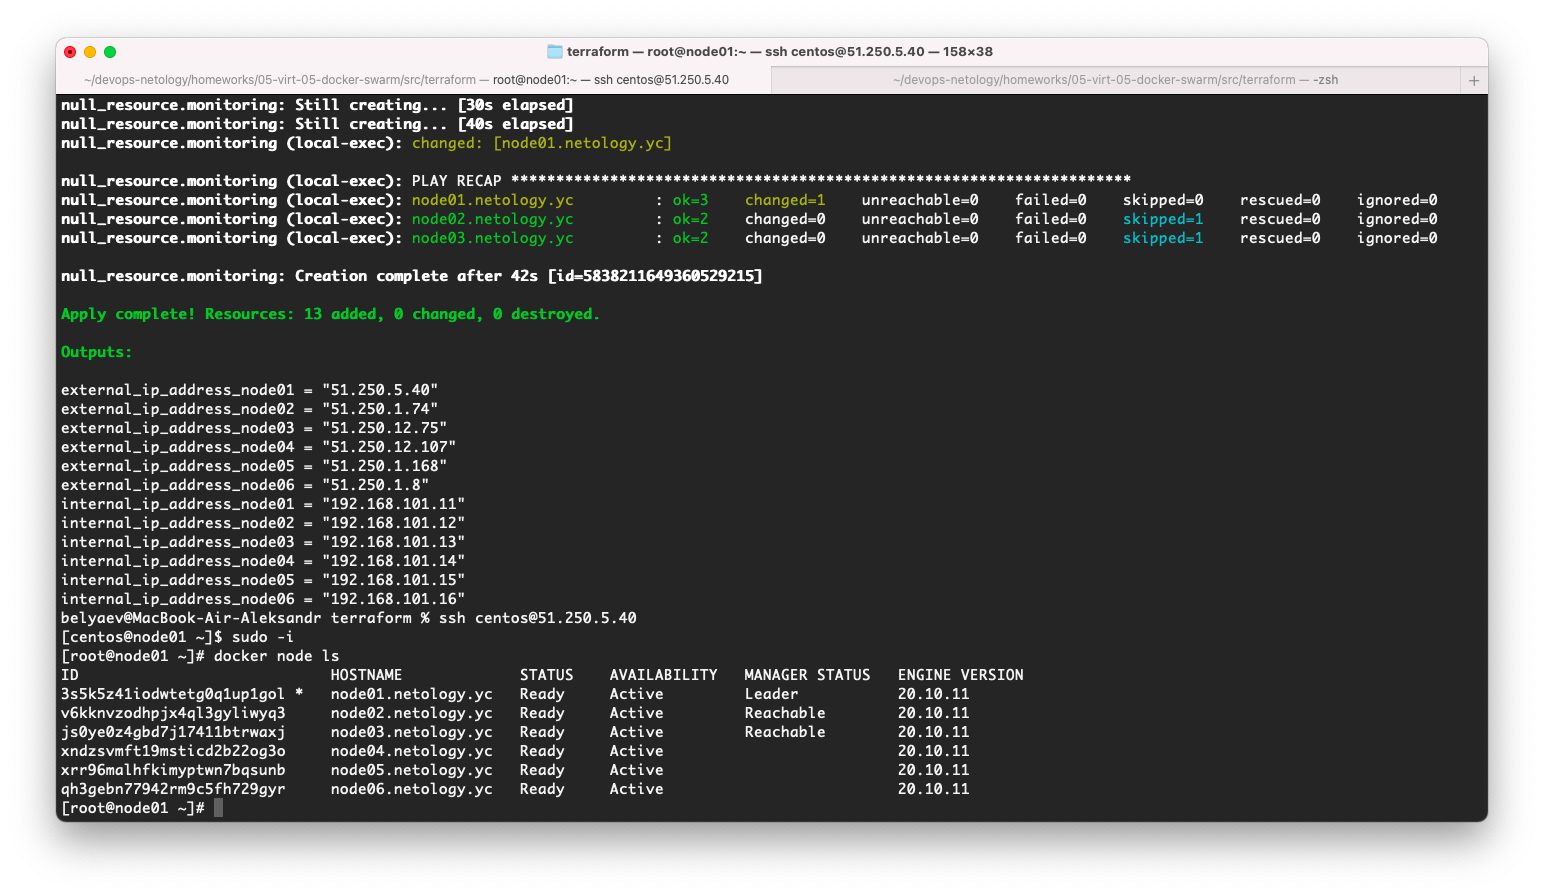 terraform — root@node01:~ — ssh centos@51.250.5.40 — 158×38
~/devops-netology/homeworks/05-virt-05-docker-swarm/src/terraform — root@node01:~ — ssh centos@51.250.5.40 ~/devops-netology/homeworks/05-virt-05-docker-swarm/src/terraform — -zsh +
null_resource.monitoring: Still creating... [30s elapsed]
null_resource.monitoring: Still creating... [40s elapsed]
null_resource.monitoring (local-exec): changed: [node01.netology.yc]
null_resource.monitoring (local-exec): PLAY RECAP *********************************************************************
null_resource.monitoring (local-exec): node01.netology.yc : ok=3 changed=1 unreachable=0 failed=0 skipped=0 rescued=0 ignored=0
null_resource.monitoring (local-exec): node02.netology.yc : ok=2 changed=0 unreachable=0 failed=0 skipped=1 rescued=0 ignored=0
null_resource.monitoring (local-exec): node03.netology.yc : ok=2 changed=0 unreachable=0 failed=0 skipped=1 rescued=0 ignored=0
null_resource.monitoring: Creation complete after 42s [id=5838211649360529215]
Apply complete! Resources: 13 added, 0 changed, 0 destroyed.
Outputs:
external_ip_address_node01 = "51.250.5.40"
external_ip_address_node02 = "51.250.1.74"
external_ip_address_node03 = "51.250.12.75"
external_ip_address_node04 = "51.250.12.107"
external_ip_address_node05 = "51.250.1.168"
external_ip_address_node06 = "51.250.1.8"
internal_ip_address_node01 = "192.168.101.11"
internal_ip_address_node02 = "192.168.101.12"
internal_ip_address_node03 = "192.168.101.13"
internal_ip_address_node04 = "192.168.101.14"
internal_ip_address_node05 = "192.168.101.15"
internal_ip_address_node06 = "192.168.101.16"
belyaev@MacBook-Air-Aleksandr terraform % ssh centos@51.250.5.40
[centos@node01 ~]$ sudo -i
[root@node01 ~]# docker node ls
ID HOSTNAME STATUS AVAILABILITY MANAGER STATUS ENGINE VERSION
3s5k5z41iodwtetg0q1up1gol * node01.netology.yc Ready Active Leader 20.10.11
v6kknvzodhpjx4ql3gyliwyq3 node02.netology.yc Ready Active Reachable 20.10.11
js0ye0z4gbd7j17411btrwaxj node03.netology.yc Ready Active Reachable 20.10.11
xndzsvmft19msticd2b22og3o node04.netology.yc Ready Active 20.10.11
xrr96malhfkimyptwn7bqsunb node05.netology.yc Ready Active 20.10.11
qh3gebn77942rm9c5fh729gyr node06.netology.yc Ready Active 20.10.11
[root@node01 ~]#